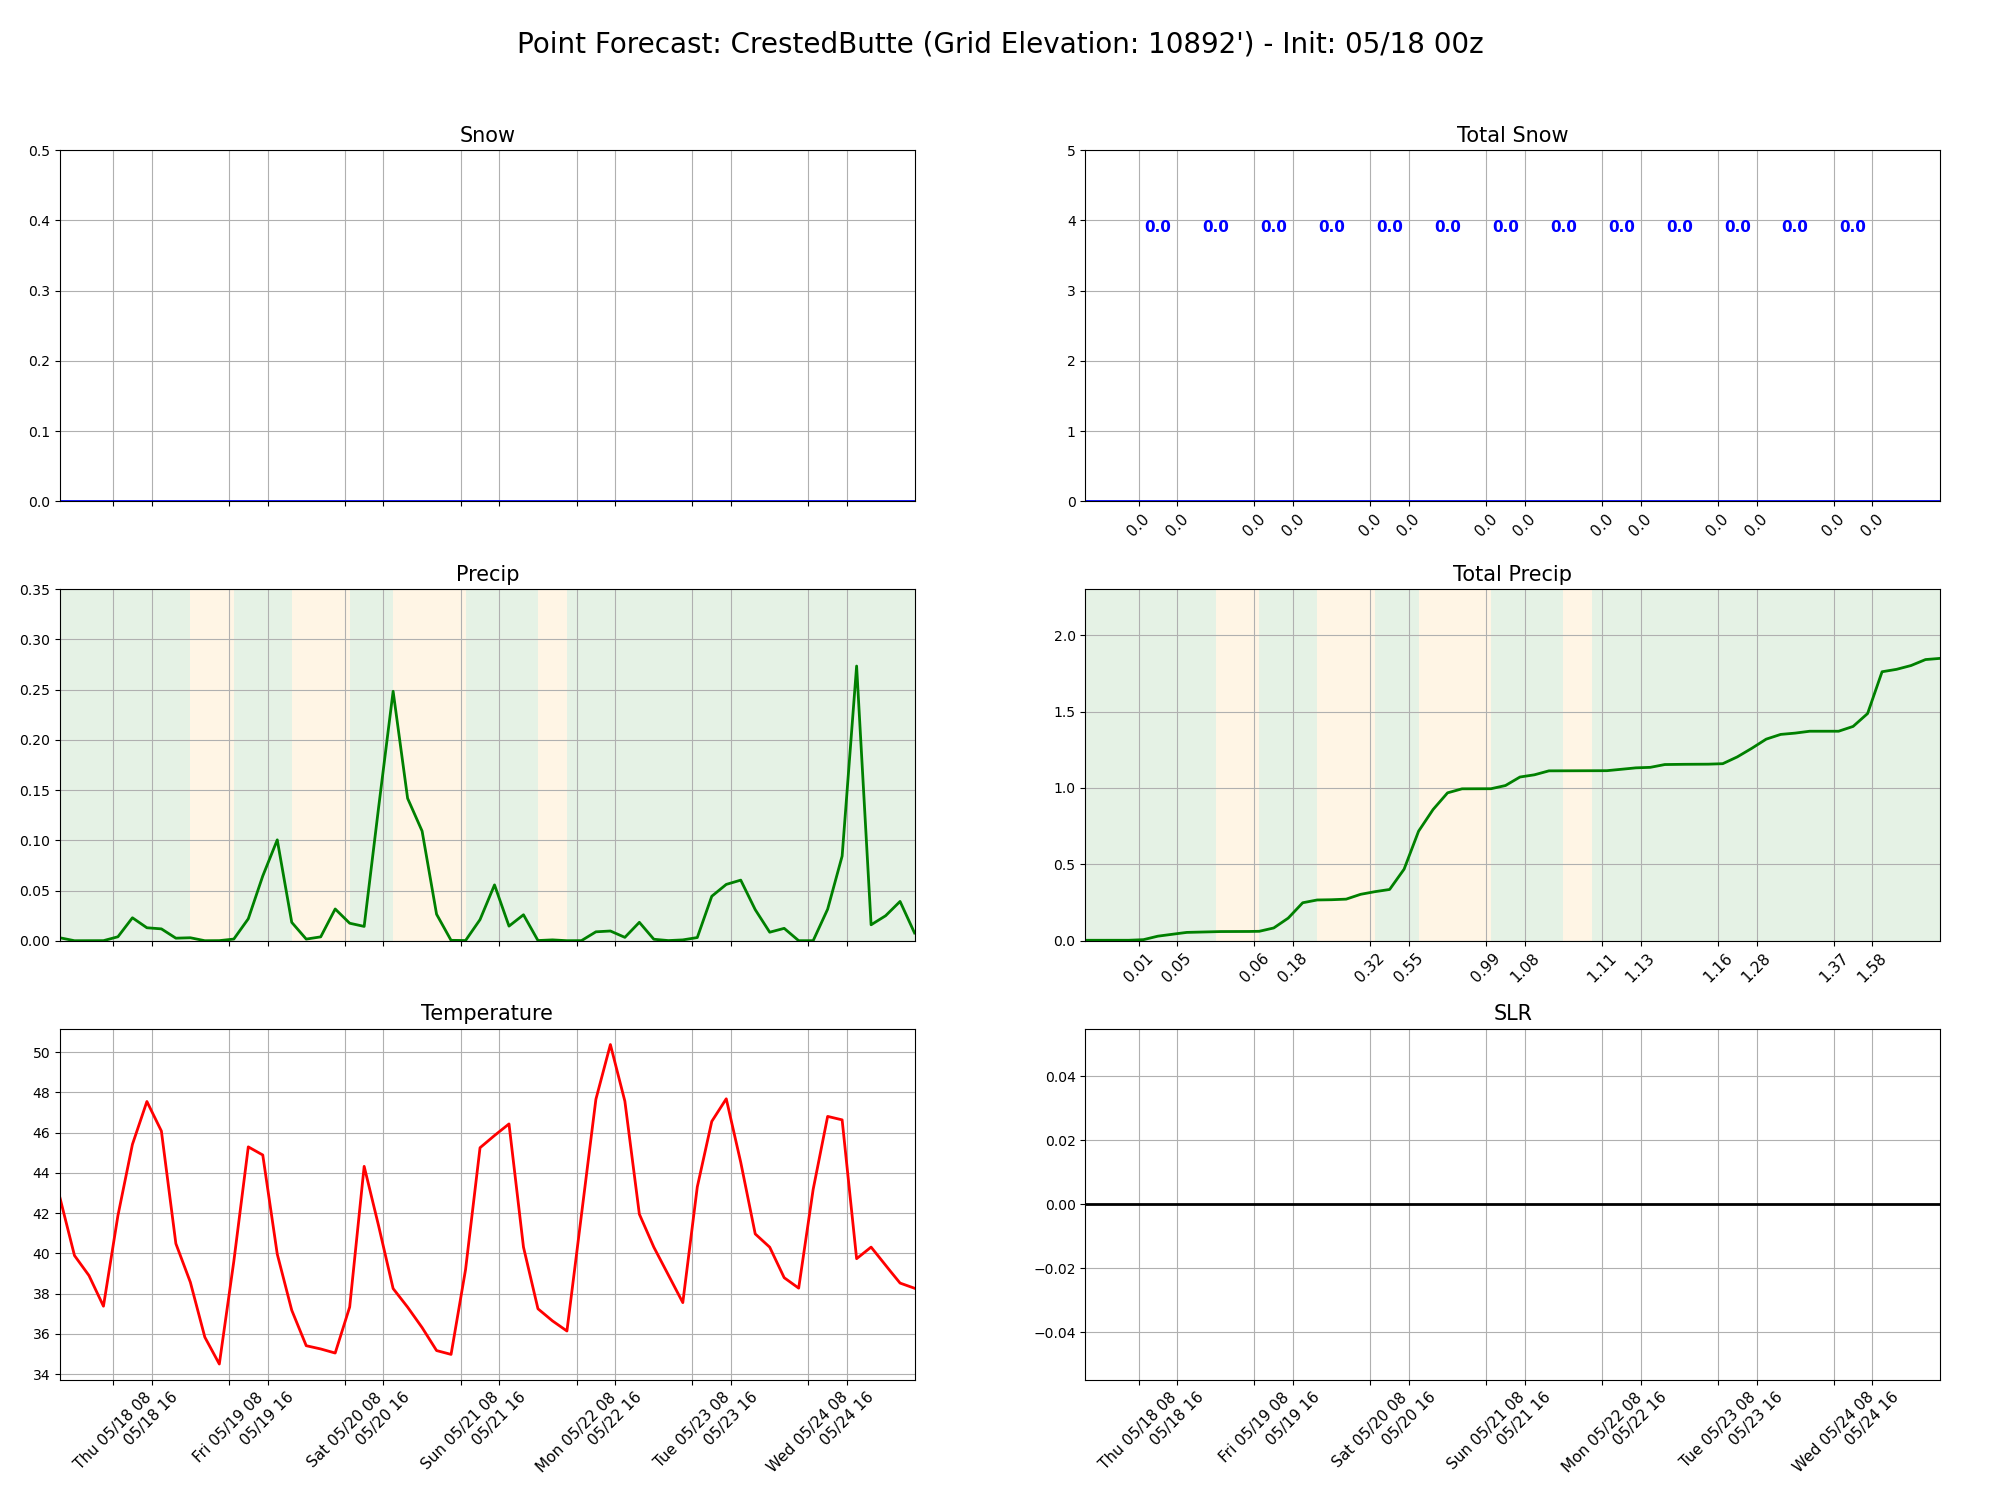 Point Forecast: CrestedButte (Grid Elevation: 10892') - Init: 05/18 00z
Snow
0.5
0.4
0.3
0.2
0.1
0.0
Total Snow
5
4
3
2
1
0
0.0 0.0 0.0 0.0 0.0 0.0 0.0 0.0 0.0 0.0 0.0 0.0 0.0
0.0 0.0 0.0 0.0 0.0 0.0 0.0 0.0 0.0 0.0 0.0 0.0 0.0 0.0
Precip
0.35
0.30
0.25
0.20
0.15
0.10
0.05
0.00
Total Precip
2.0
1.5
1.0
0.5
0.0
0.01 0.05 0.06 0.18 0.32 0.55 0.99 1.08 1.11 1.13 1.16 1.28 1.37 1.58
Temperature
50
48
46
44
42
40
38
36
34
Thu 05/18 08
05/18 16
Fri 05/19 08
05/19 16
Sat 05/20 08
05/20 16
Sun 05/21 08
05/21 16
Mon 05/22 08
05/22 16
Tue 05/23 08
05/23 16
Wed 05/24 08
05/24 16
SLR
0.04
0.02
0.00
−0.02
−0.04
Thu 05/18 08
05/18 16
Fri 05/19 08
05/19 16
Sat 05/20 08
05/20 16
Sun 05/21 08
05/21 16
Mon 05/22 08
05/22 16
Tue 05/23 08
05/23 16
Wed 05/24 08
05/24 16